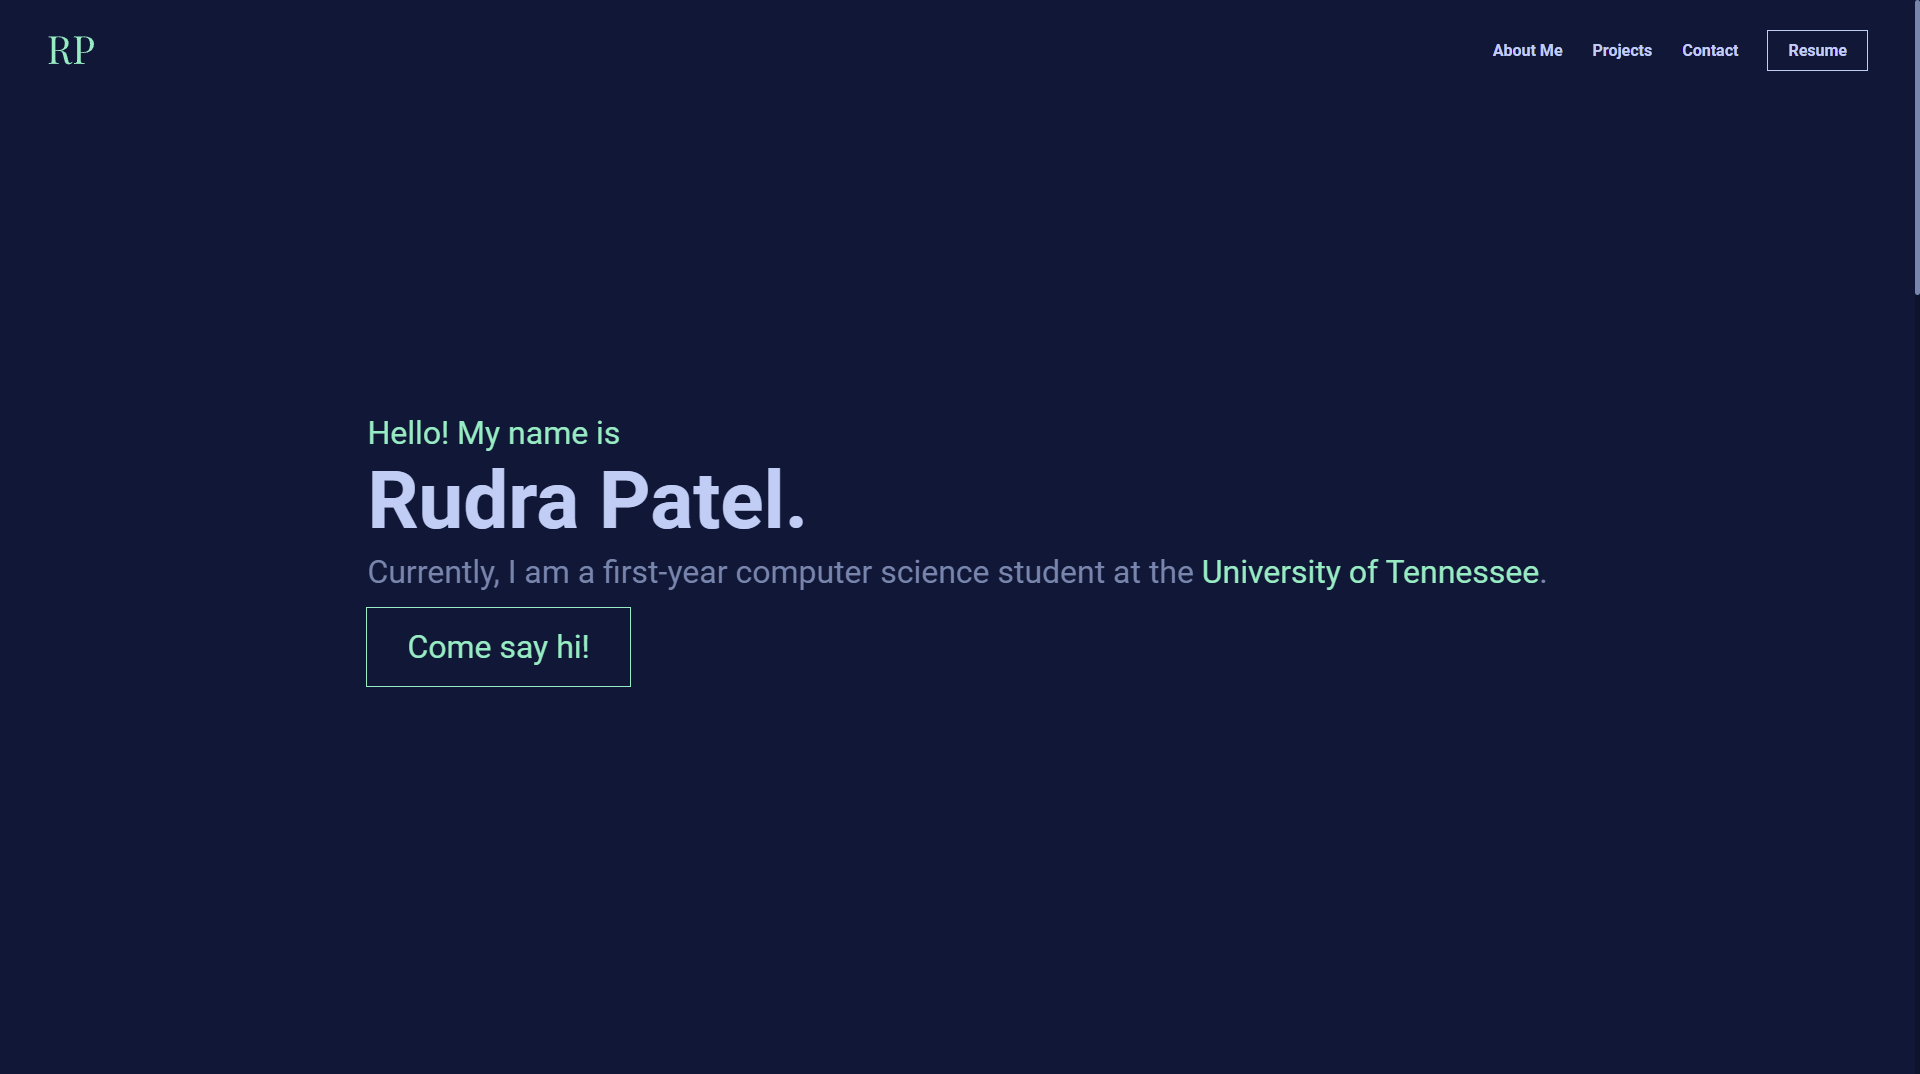 RP
About Me Projects Contact Resume
Hello! My name is
Rudra Patel.
Currently, I am a first-year computer science student at the University of Tennessee.
Come say hi!